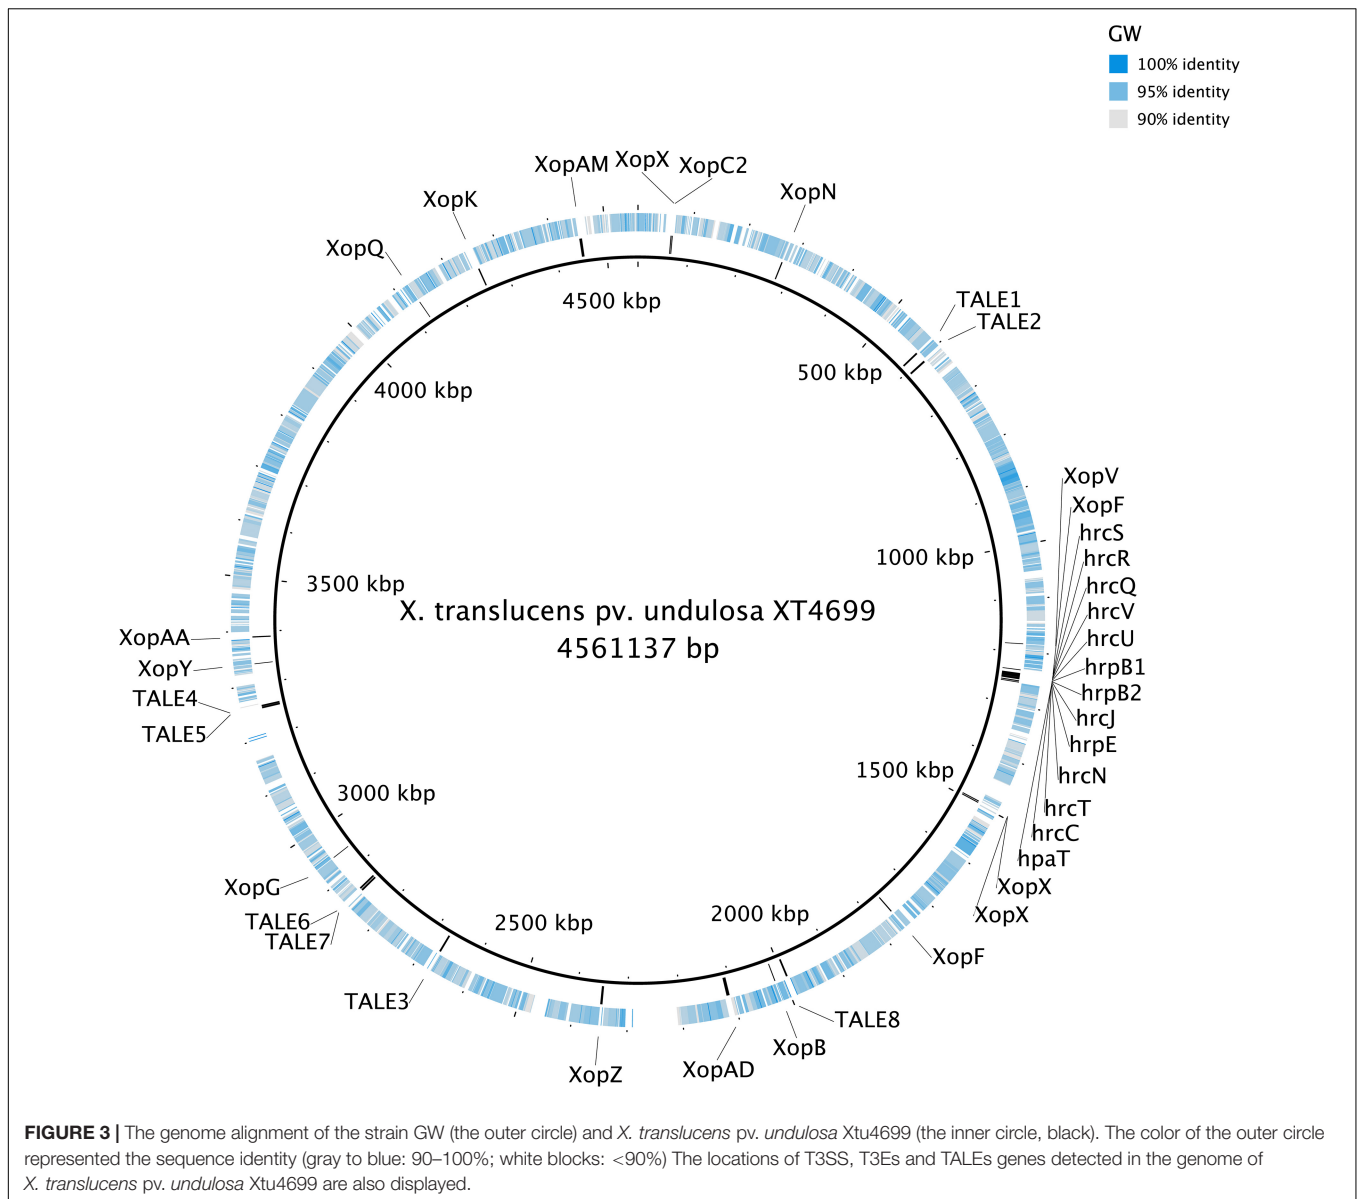 GW
100% identity
95% identity
90% identity
XopAM
XopX
XopC2
XopK
XopN
XopQ
4500 kbp
TALE1
TALE2
500 kbp
4000 kbp
XopV
XopF
hrcS
1000 kbp
hrcR
3500 kbp
hrcQ
X. translucens pv. undulosa XT4699
hrcV
XopAA
hrcU
4561137 bp
XopY
hrpB1
hrpB2
TALE4
hrcJ
TALE5
hrpE
1500 kbp
hrcN
3000 kbp
hrcT
hrcC
hpaT
XopG
XopX
2000 kbp
XopX
TALE6
2500 kbp
TALE7
XopF
TALE3
TALE8
XopB
XopAD
XopZ
FIGURE 3 | The genome alignment of the strain GW (the outer circle) and X. translucens pv. undulosa Xtu4699 (the inner circle, black). The color of the outer circle
represented the sequence identity (gray to blue: 90–100%; white blocks: <90%) The locations of T3SS, T3Es and TALEs genes detected in the genome of
X. translucens pv. undulosa Xtu4699 are also displayed.